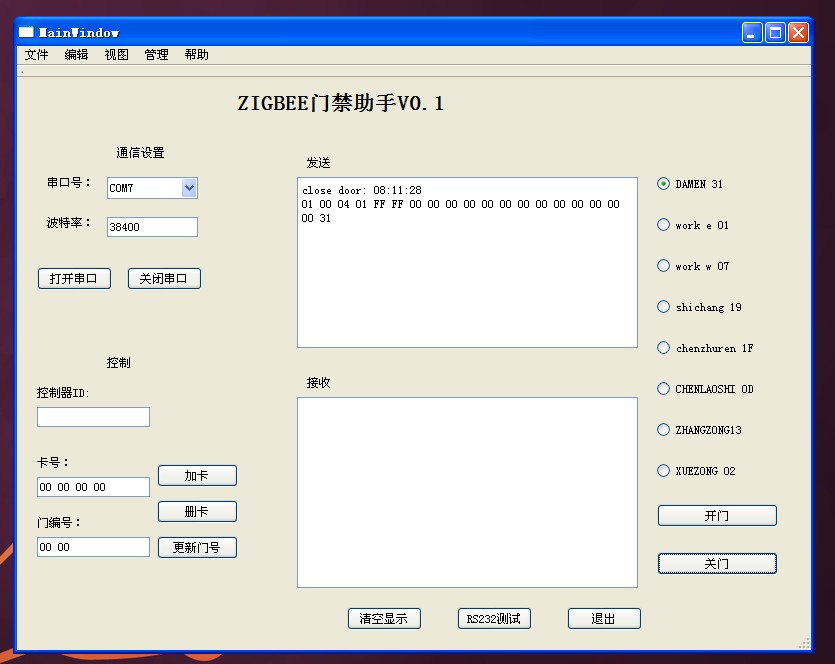 MainWindow
文件 编辑 视图 管理 帮助
ZIGBEE门禁助手V0.1
通信设置
串口号： COM7
波特率： 38400
打开串口 关闭串口
控制
控制器ID:
卡号：
00 00 00 00
加卡
删卡
门编号：
00 00
更新门号
发送
close door: 08:11:28
01 00 04 01 FF FF 00 00 00 00 00 00 00 00 00 00 00 00
00 31
接收
清空显示 RS232测试 退出
DAMEN 31
work e 01
work w 07
shichang 19
chenzhuren 1F
CHENLAOSHI 0D
ZHANGZONG13
XUEZONG 02
开门
关门